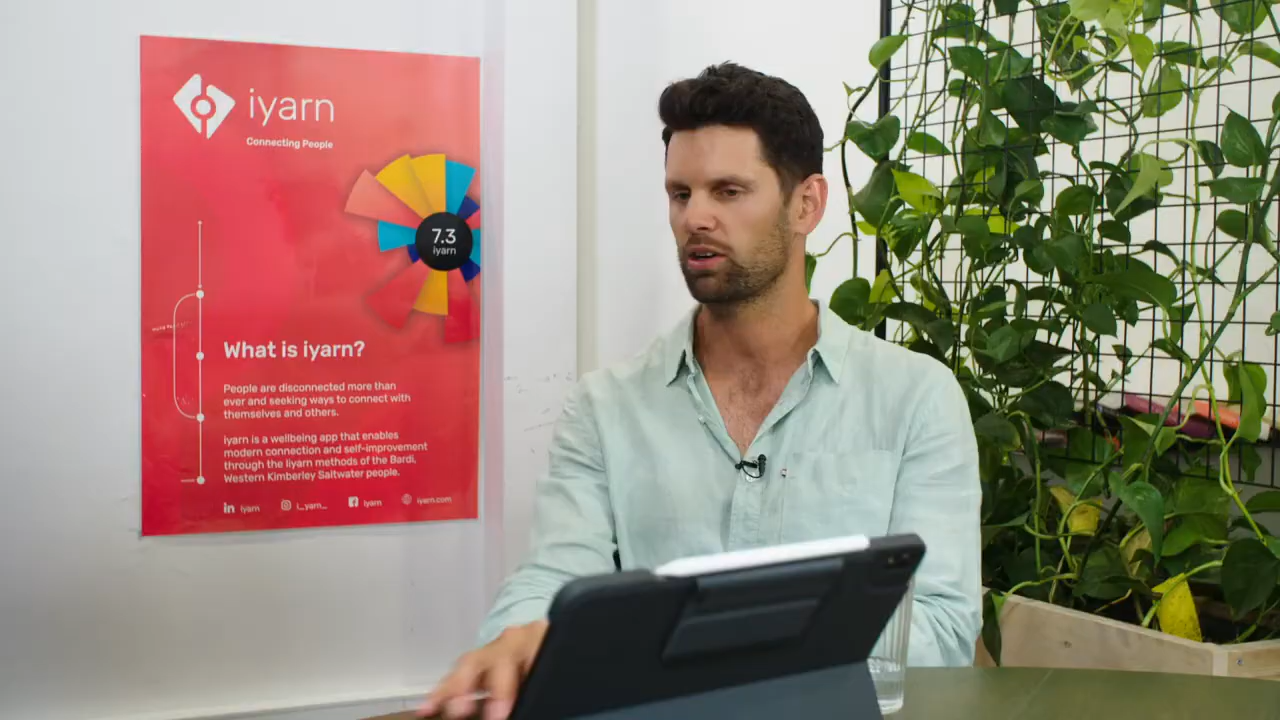 iyarn
Connecting People
7.3
iyarn
What is iyarn?
People are disconnected more than
ever and seeking ways to connect with
themselves and others.
iyarn is a wellbeing app that enables
modern connection and self-improvement
through the liyarn methods of the Bardi,
Western Kimberley Saltwater people.
iyarn i_yarn_ iyarn iyarn.com